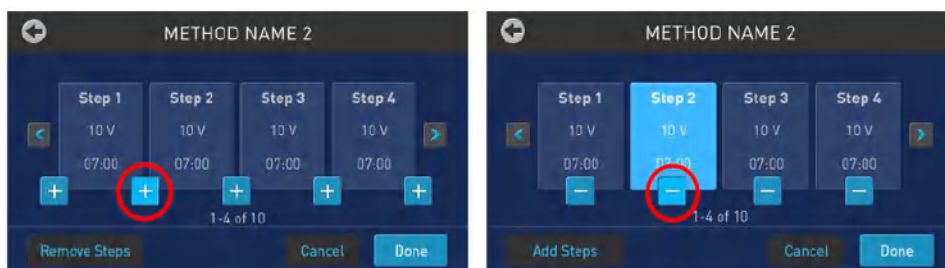 METHOD NAME 2
Step 1 Step 2 Step 3 Step 4
10 V 10 V 10 V 10 V
07:00 07:00 07:00 07:00
1-4 of 10
Remove Steps Cancel Done
METHOD NAME 2
Step 1 Step 2 Step 3 Step 4
10 V 10 V 10 V 10 V
07:00 07:00 07:00 07:00
1-4 of 10
Add Steps Cancel Done